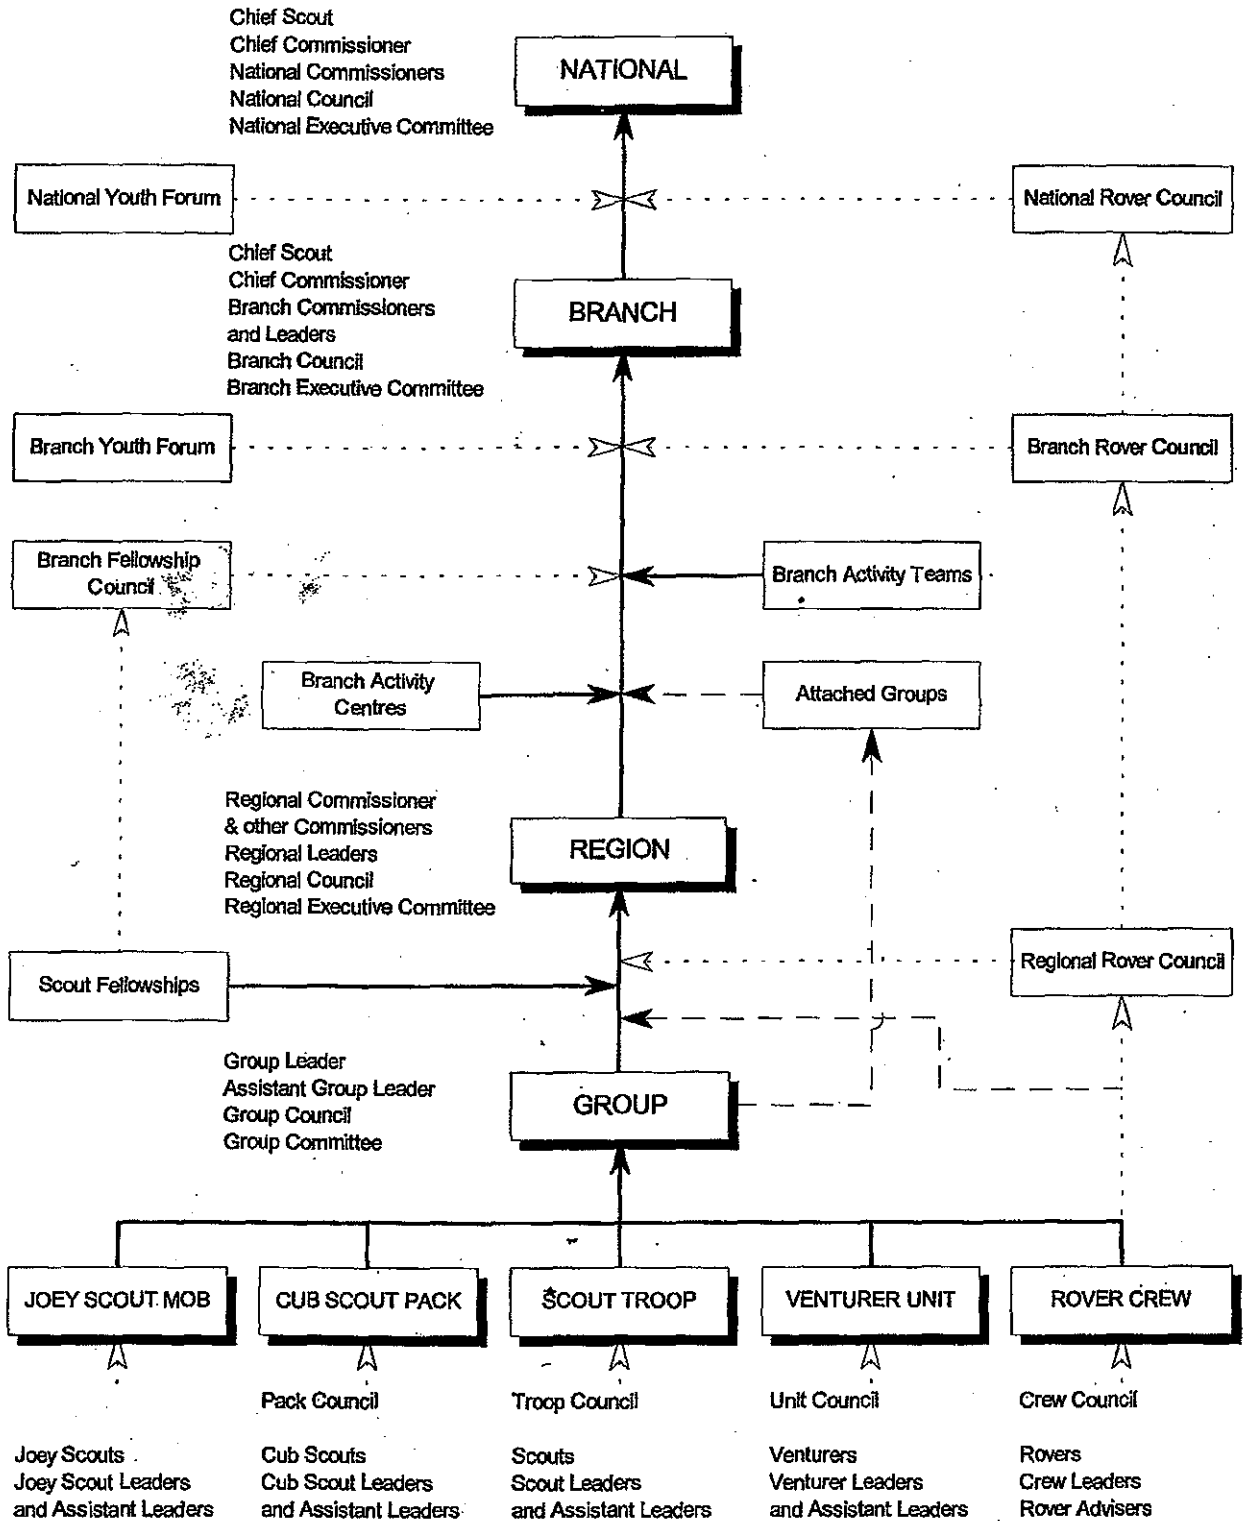 Chief Scout
Chief Commissioner
National Commissioners
National Council
National Executive Committee
NATIONAL
National Youth Forum
National Rover Council
Chief Scout
Chief Commissioner
Branch Commissioners
and Leaders
Branch Council
Branch Executive Committee
BRANCH
Branch Youth Forum
Branch Rover Council
Branch Fellowship
Council
Branch Activity Teams
Branch Activity
Centres
Attached Groups
Regional Commissioner
& other Commissioners
Regional Leaders
Regional Council
Regional Executive Committee
REGION
Scout Fellowships
Regional Rover Council
Group Leader
Assistant Group Leader
Group Council
Group Committee
GROUP
JOEY SCOUT MOB
CUB SCOUT PACK
SCOUT TROOP
VENTURER UNIT
ROVER CREW
Pack Council
Troop Council
Unit Council
Crew Council
Joey Scouts
Joey Scout Leaders
and Assistant Leaders
Cub Scouts
Cub Scout Leaders
and Assistant Leaders
Scouts
Scout Leaders
and Assistant Leaders
Venturers
Venturer Leaders
and Assistant Leaders
Rovers
Crew Leaders
Rover Advisers